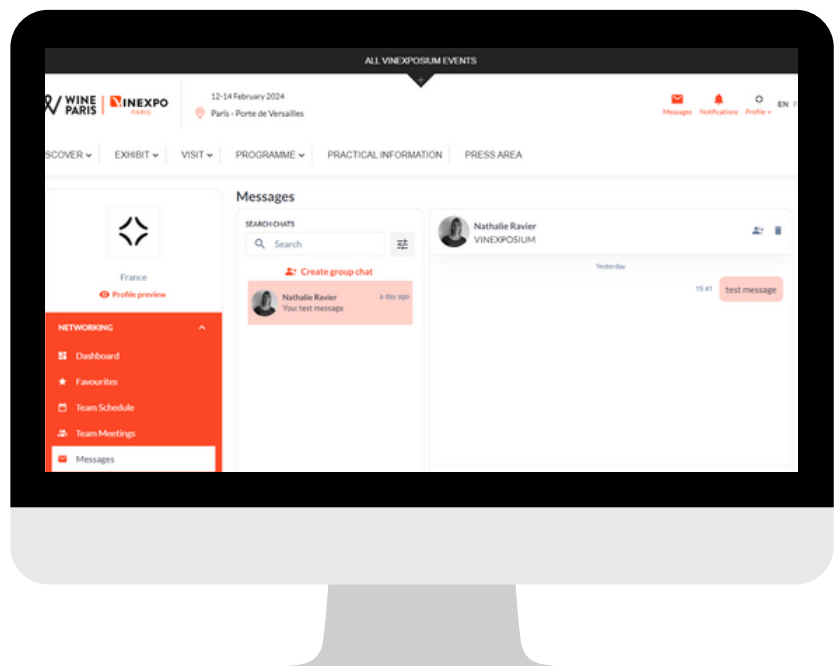 ALL VINEXPOSIUM EVENTS
+
WINE PARIS
VINEXPO PARIS
12-14 February 2024
Paris - Porte de Versailles
Messages
Notifications
Profile
EN F
SCOVER
EXHIBIT
VISIT
PROGRAMME
PRACTICAL INFORMATION
PRESS AREA
France
Profile preview
NETWORKING
Dashboard
Favourites
Team Schedule
Team Meetings
Messages
Messages
SEARCH CHATS
Search
Create group chat
Nathalie Ravier
a day ago
You: test message
Nathalie Ravier
VINEXPOSIUM
Yesterday
15:41
test message